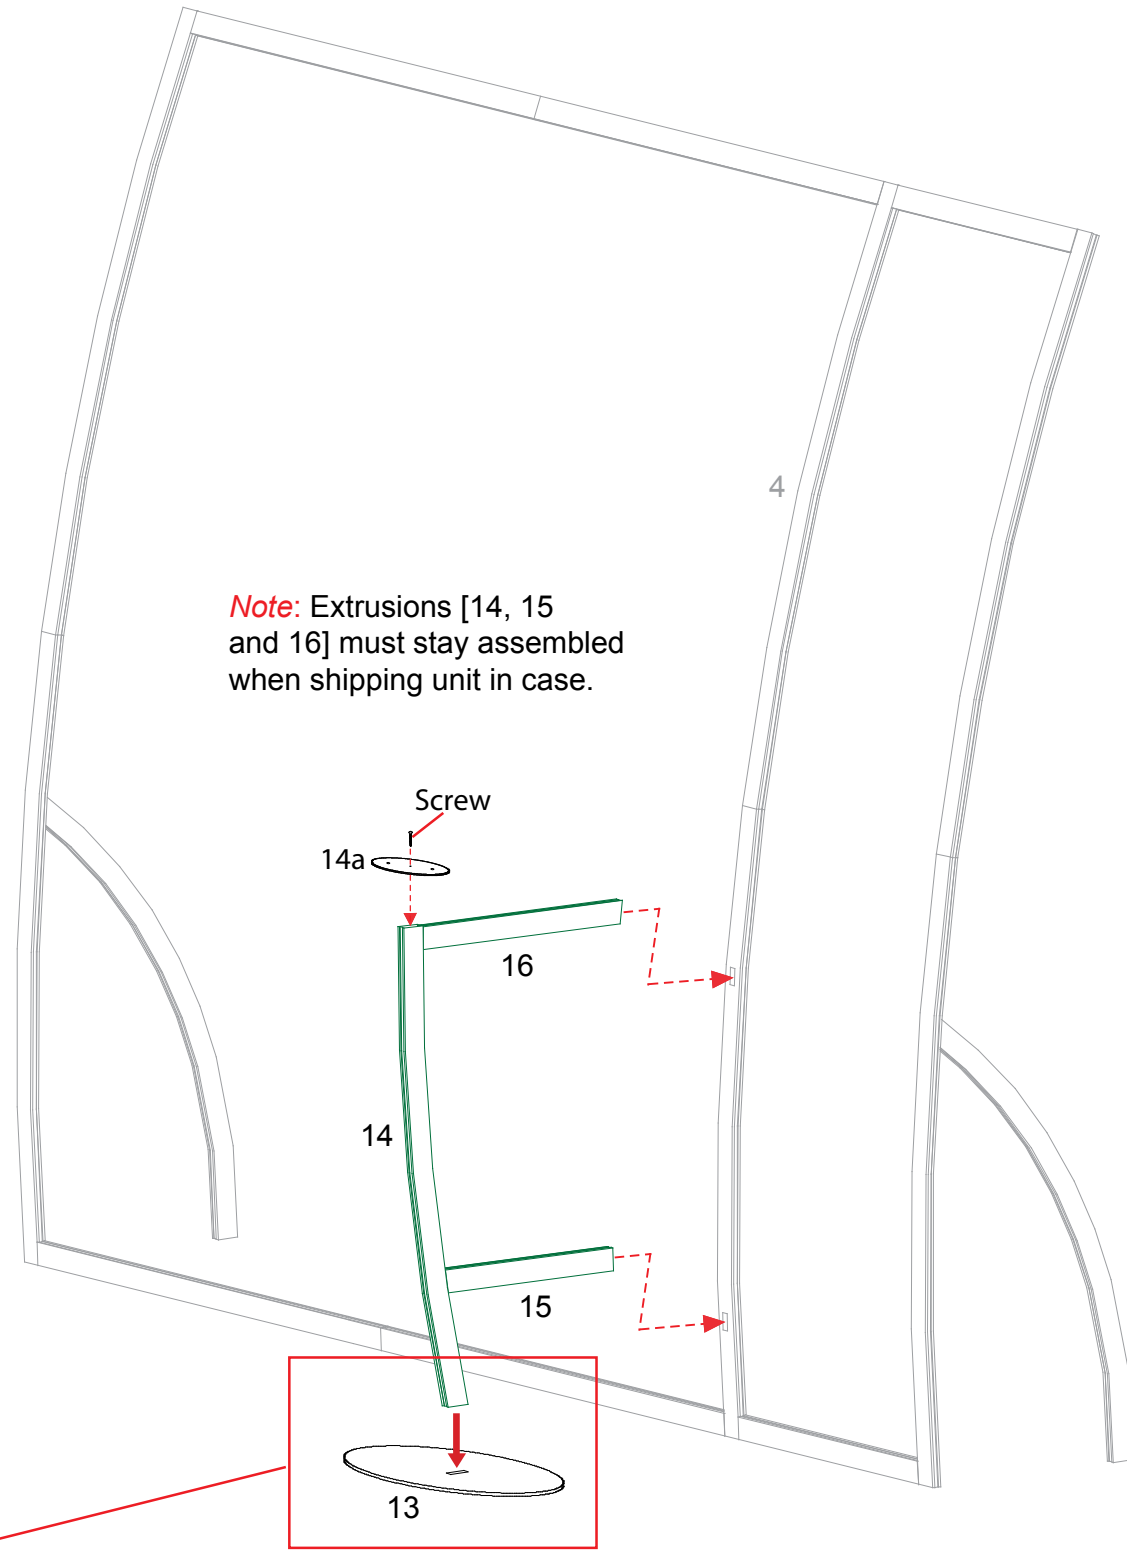 4
Note: Extrusions [14, 15
and 16] must stay assembled
when shipping unit in case.
Screw
14a
16
14
15
13